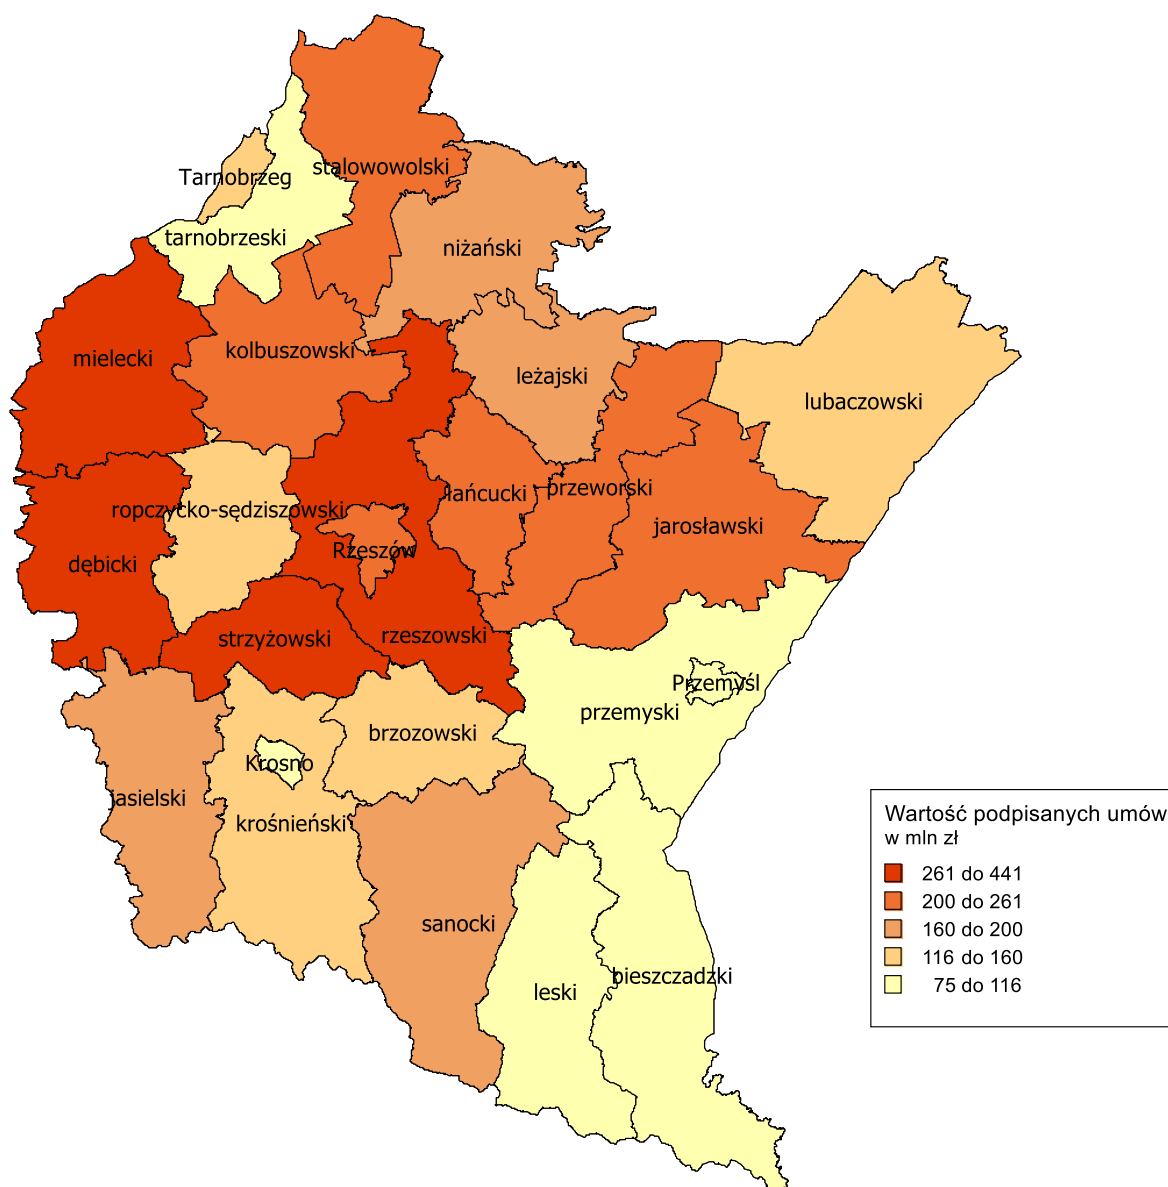 stalowowolski
Tarnobrzeg
tarnobrzeski
niżański
mielecki
kolbuszowski
leżajski
lubaczowski
ropczycko-sędziszowski
łańcucki
przeworski
jarosławski
dębicki
Rzeszów
strzyżowski
rzeszowski
Przemyśl
przemyski
brzozowski
Krosno
jasielski
krośnieński
sanocki
leski
bieszczadzki
Wartość podpisanych umów
w mln zł
261 do 441
200 do 261
160 do 200
116 do 160
75 do 116